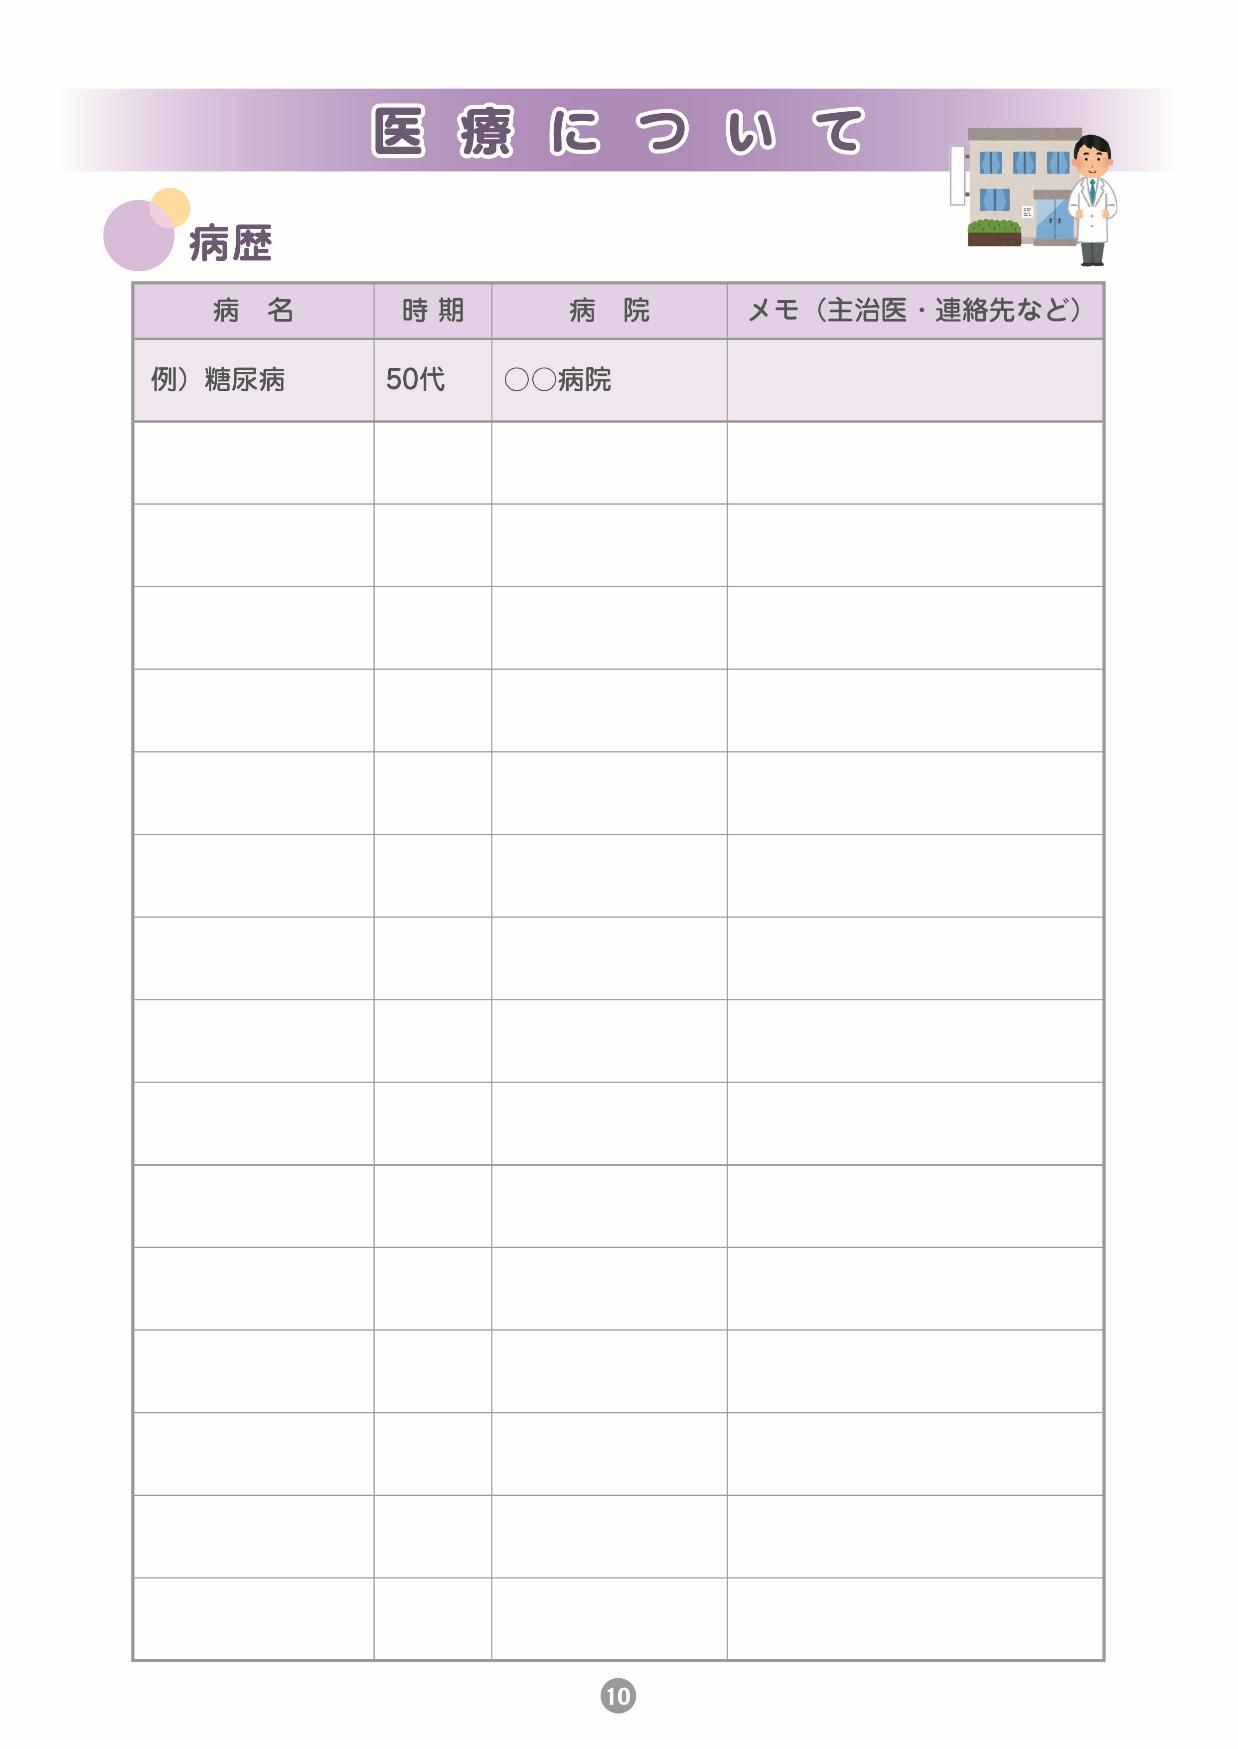 医療について
病歴
病　名　時 期　病　院　メモ（主治医・連絡先など）
例）糖尿病　50代　○○病院
10